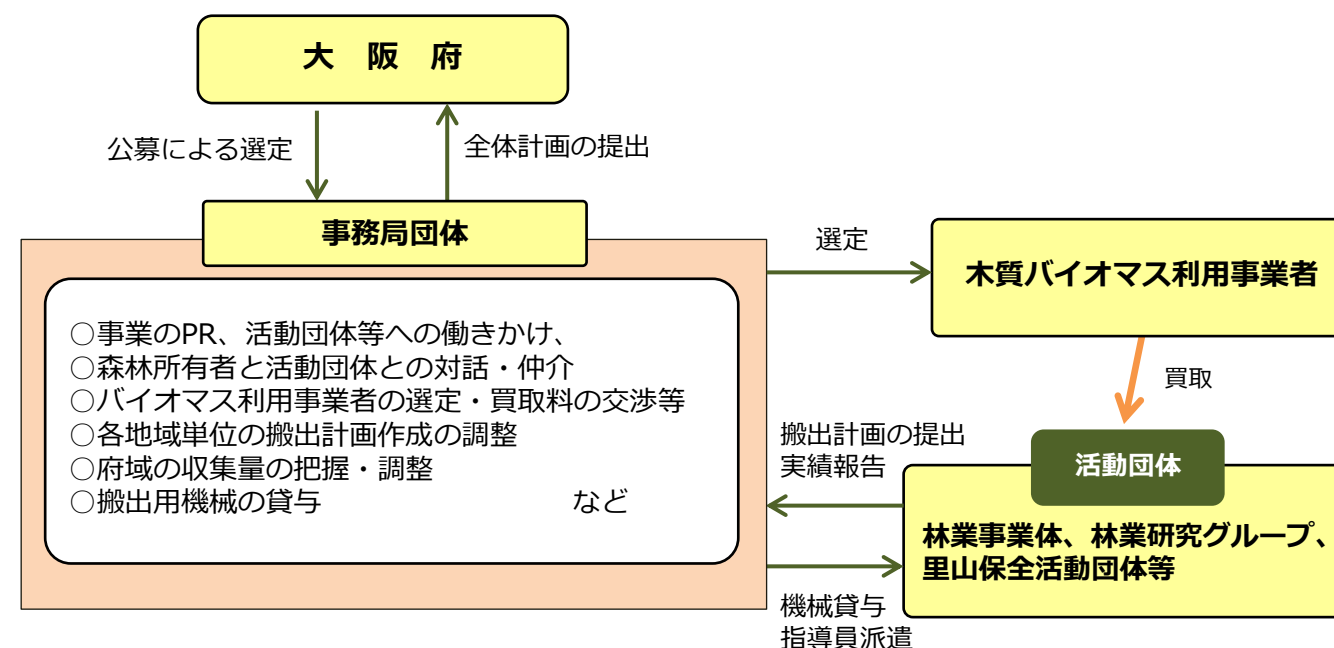 大　阪　府
公募による選定
全体計画の提出
事務局団体
○事業のPR、活動団体等への働きかけ、
○森林所有者と活動団体との対話・仲介
○バイオマス利用事業者の選定・買取料の交渉等
○各地域単位の搬出計画作成の調整
○府域の収集量の把握・調整
○搬出用機械の貸与　　　　　　　　　　など
選定
木質バイオマス利用事業者
買取
搬出計画の提出
実績報告
活動団体
林業事業体、林業研究グループ、
里山保全活動団体等
機械貸与
指導員派遣